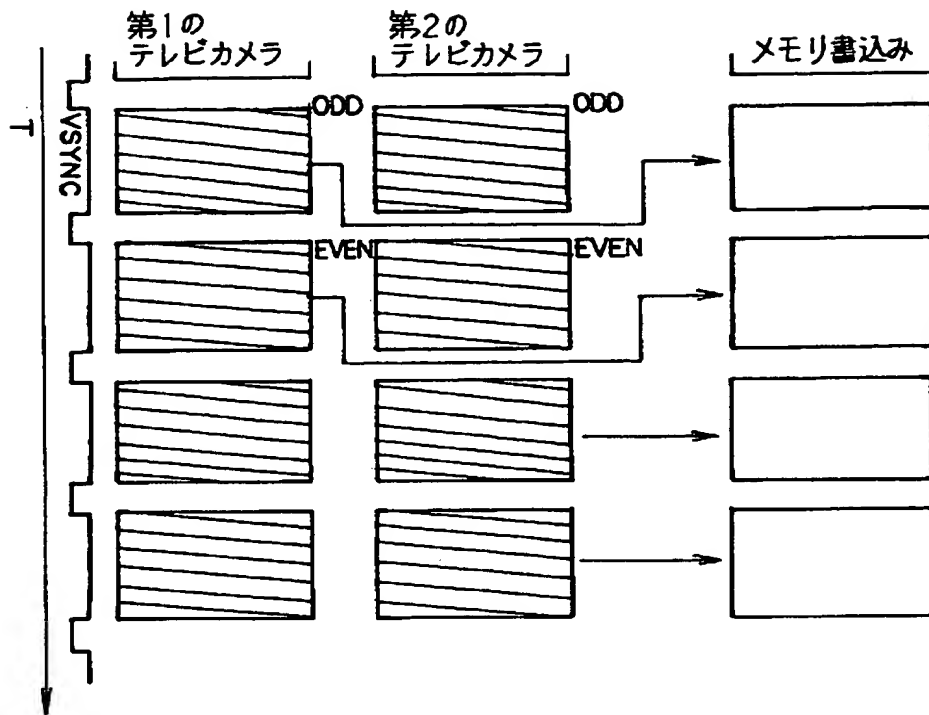 第1の
テレビカメラ
第2の
テレビカメラ
メモリ書込み
T
VSYNC
ODD
ODD
EVEN
EVEN